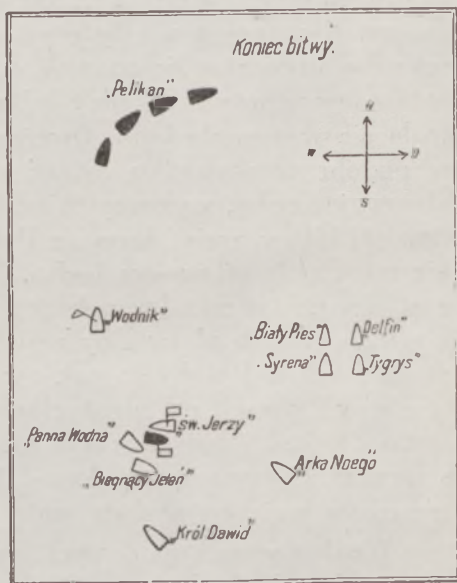 Koniec bitwy.
„Pelikan"
N
S
„Wodnik"
„Biały Pies"
„Delfin"
„Syrena"
„Tygrys"
„św. Jerzy"
„Panna Wodna"
„Biegnący Jeleń"
„Arka Noego"
„Król Dawid"